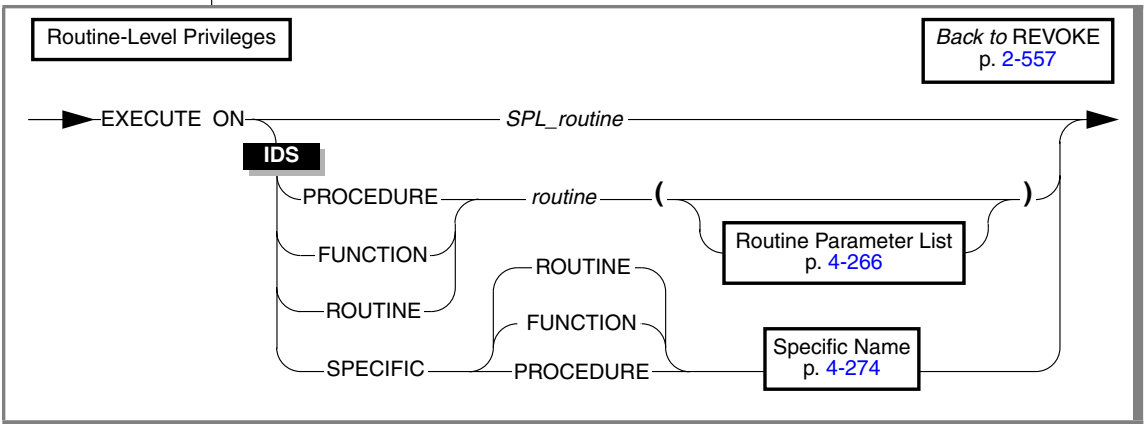 Routine-Level Privileges
Back to REVOKE
p. 2-557
EXECUTE ON
SPL_routine
IDS
PROCEDURE
routine
(
)
Routine Parameter List
p. 4-266
FUNCTION
ROUTINE
ROUTINE
FUNCTION
SPECIFIC
PROCEDURE
Specific Name
p. 4-274